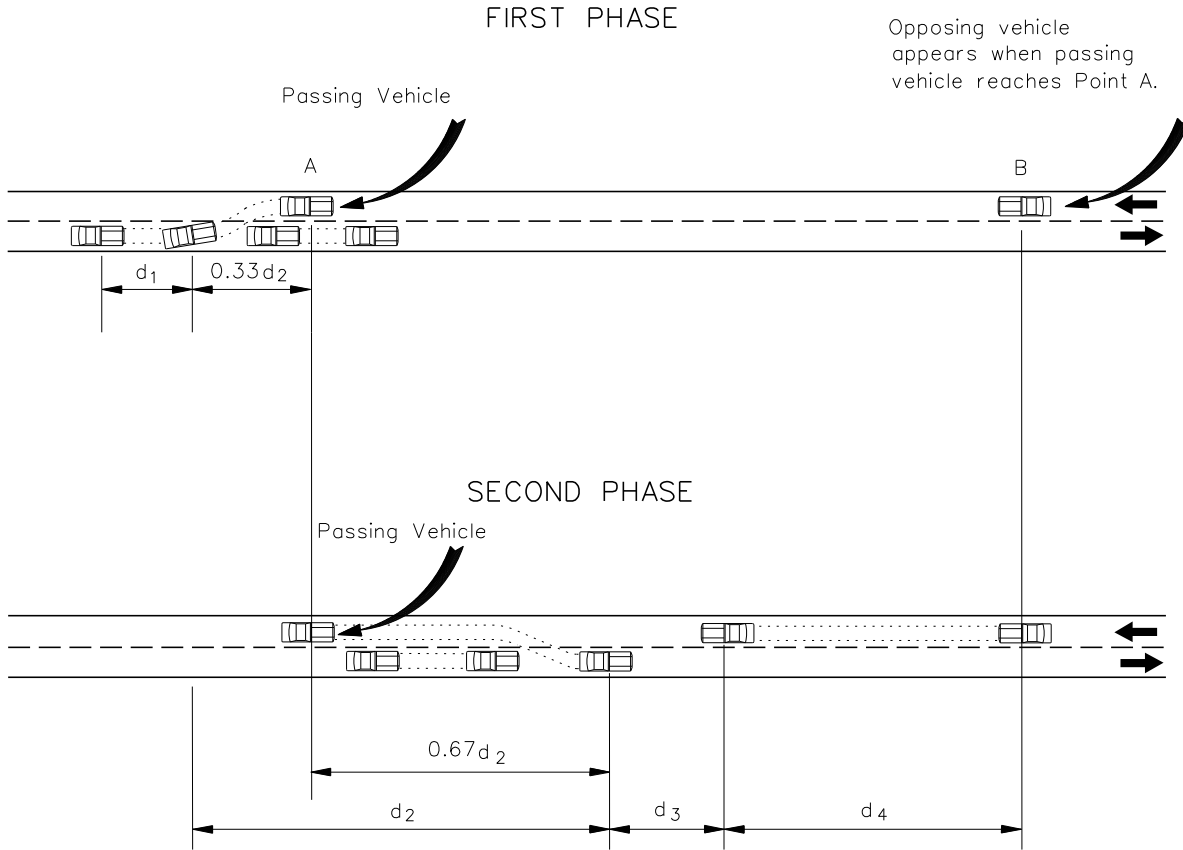 FIRST PHASE
Opposing vehicle
appears when passing
vehicle reaches Point A.
Passing Vehicle
A
B
d1
0.33d2
SECOND PHASE
Passing Vehicle
0.67d2
d2
d3
d4